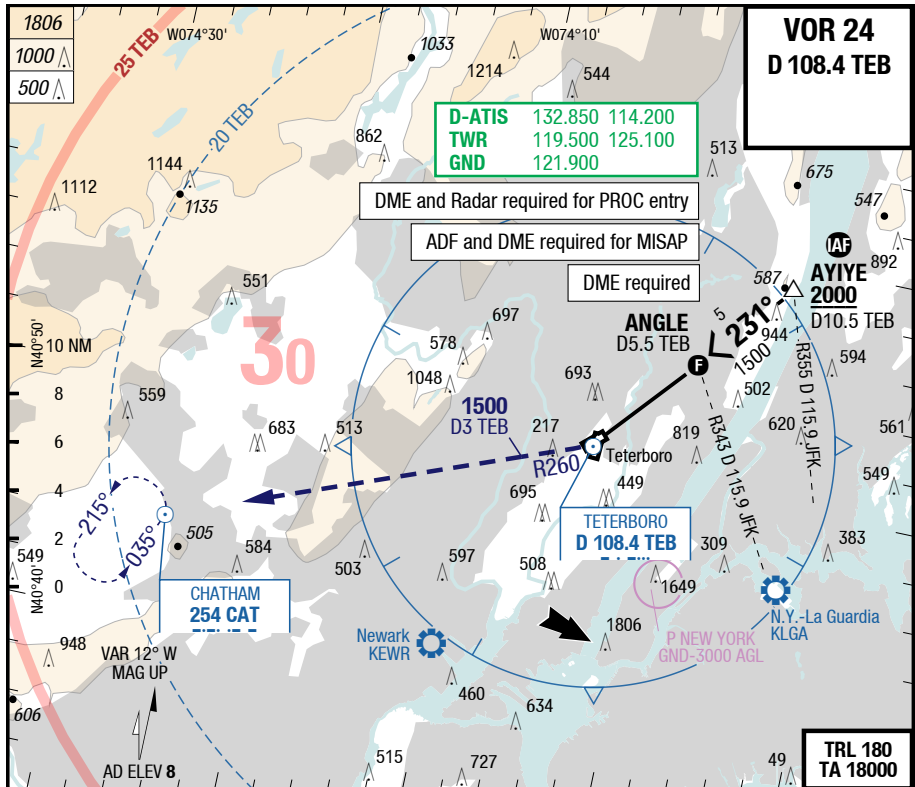 1806
1000
500
25 TEB
W074°30'
W074°10'
VOR 24
D 108.4 TEB
1033
1214
544
20 TEB
D-ATIS 132.850 114.200
TWR 119.500 125.100
GND 121.900
862
513
1144
1135
1112
675
547
DME and Radar required for PROC entry
ADF and DME required for MISAP
DME required
IAF
892
AYIYE
2000
D10.5 TEB
587
551
30
697
578
1048
ANGLE
D5.5 TEB
F
5
231°
1500
944
594
R355 D 115.9 JFK
N40°50'
10 NM
8
6
4
2
0
N40°40'
559
683
513
693
1500
D3 TEB
R260
217
Teterboro
502
819
620
561
R343 D 115.9 JFK
549
695
449
215°
035°
505
549
584
503
597
508
TETERBORO
D 108.4 TEB
309
383
1649
CHATHAM
254 CAT
N.Y.-La Guardia
KLGA
P NEW YORK
GND-3000 AGL
1806
Newark
KEWR
948
VAR 12° W
MAG UP
606
460
634
AD ELEV 8
515
727
49
TRL 180
TA 18000